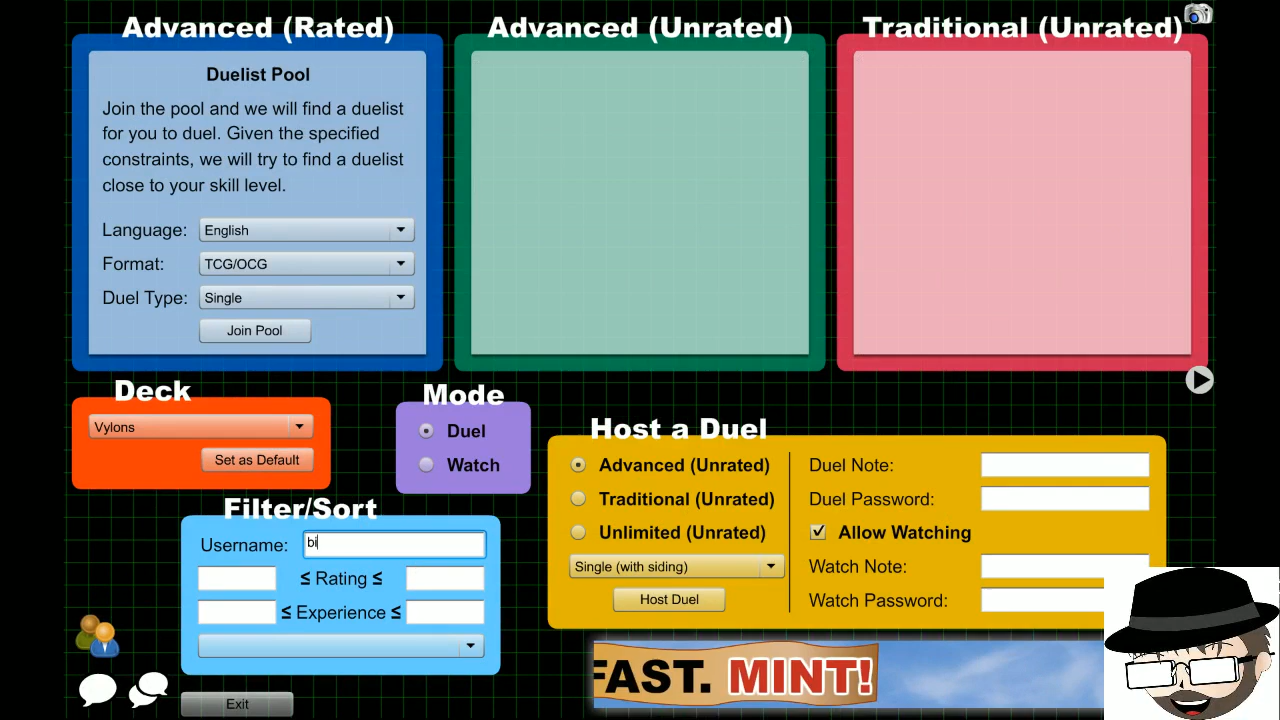 Advanced (Rated)
Duelist Pool
Join the pool and we will find a duelist
for you to duel. Given the specified
constraints, we will try to find a duelist
close to your skill level.
Language: English
Format: TCG/OCG
Duel Type: Single
Join Pool
Advanced (Unrated)
Traditional (Unrated)
Deck
Vylons
Set as Default
Mode
Duel
Watch
Filter/Sort
Username: bi
≤ Rating ≤
≤ Experience ≤
Exit
Host a Duel
Advanced (Unrated)
Traditional (Unrated)
Unlimited (Unrated)
Single (with siding)
Host Duel
Duel Note:
Duel Password:
Allow Watching
Watch Note:
Watch Password:
FAST. MINT!